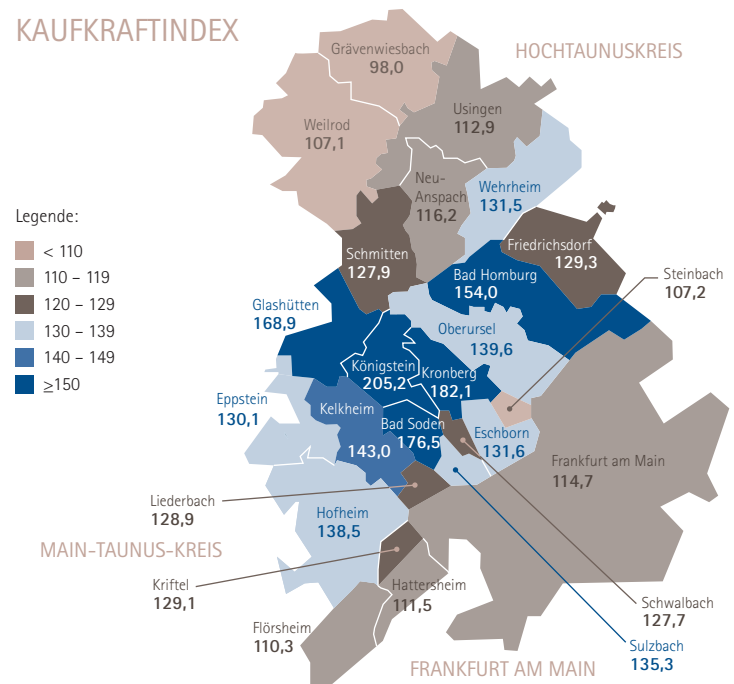 KAUFKRAFTINDEX
HOCHTAUNUSKREIS
Grävenwiesbach
98,0
Usingen
112,9
Weilrod
107,1
Neu-
Anspach
116,2
Wehrheim
131,5
Legende:
< 110
110 – 119
120 – 129
130 – 139
140 – 149
≥150
Schmitten
127,9
Friedrichsdorf
129,3
Bad Homburg
154,0
Steinbach
107,2
Glashütten
168,9
Oberursel
139,6
Königstein
205,2
Kronberg
182,1
Eppstein
130,1
Kelkheim
143,0
Bad Soden
176,5
Eschborn
131,6
Frankfurt am Main
114,7
Liederbach
128,9
Hofheim
138,5
MAIN-TAUNUS-KREIS
Kriftel
129,1
Hattersheim
111,5
Schwalbach
127,7
Flörsheim
110,3
Sulzbach
135,3
FRANKFURT AM MAIN